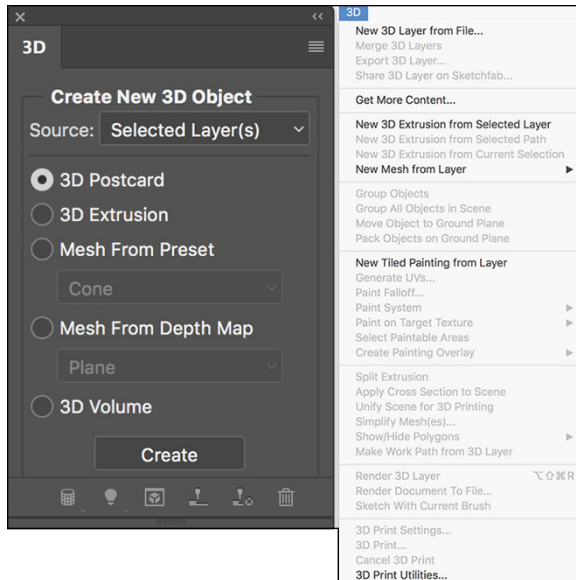 3D
Create New 3D Object
Source: Selected Layer(s)
3D Postcard
3D Extrusion
Mesh From Preset
Cone
Mesh From Depth Map
Plane
3D Volume
Create
3D
New 3D Layer from File...
Merge 3D Layers
Export 3D Layer...
Share 3D Layer on Sketchfab...
Get More Content...
New 3D Extrusion from Selected Layer
New 3D Extrusion from Selected Path
New 3D Extrusion from Current Selection
New Mesh from Layer
Group Objects
Group All Objects in Scene
Move Object to Ground Plane
Pack Objects on Ground Plane
New Tiled Painting from Layer
Generate UVs...
Paint Falloff...
Paint System
Paint on Target Texture
Select Paintable Areas
Create Painting Overlay
Split Extrusion
Apply Cross Section to Scene
Unify Scene for 3D Printing
Simplify Mesh(es)...
Show/Hide Polygons
Make Work Path from 3D Layer
Render 3D Layer ⌥⇧⌘R
Render Document To File...
Sketch With Current Brush
3D Print Settings...
3D Print...
Cancel 3D Print
3D Print Utilities...